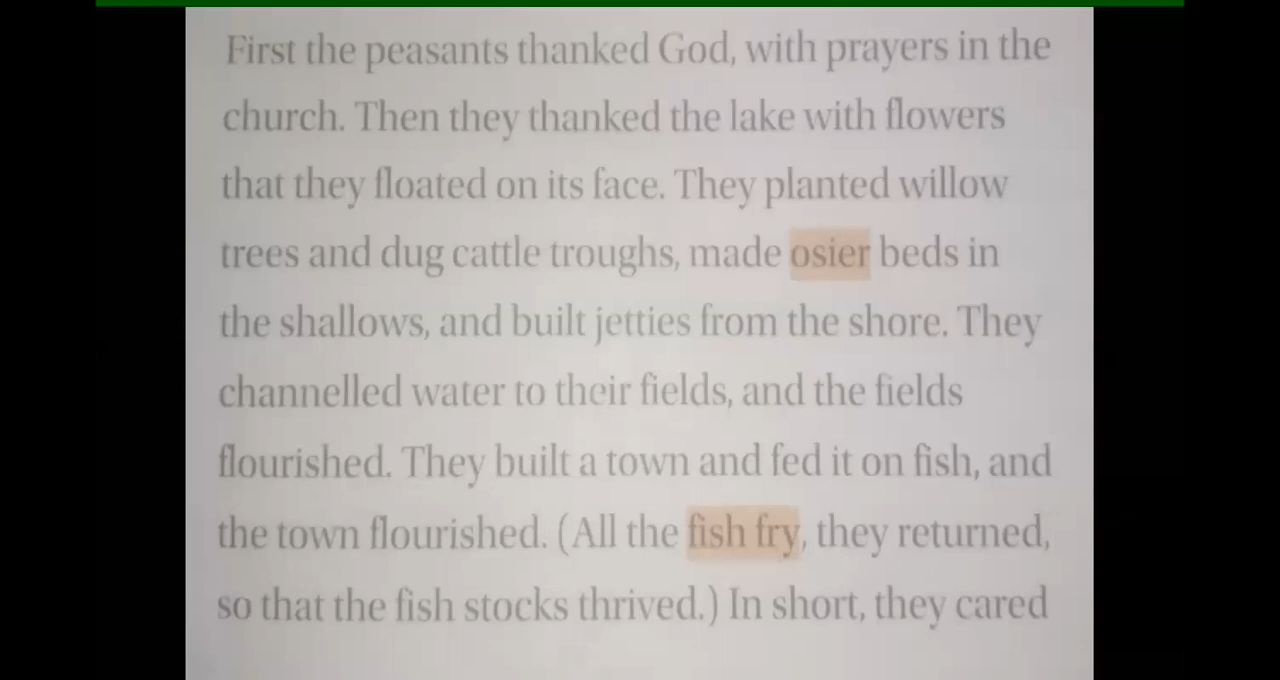 First the peasants thanked God, with prayers in the
church. Then they thanked the lake with flowers
that they floated on its face. They planted willow
trees and dug cattle troughs, made osier beds in
the shallows, and built jetties from the shore. They
channelled water to their fields, and the fields
flourished. They built a town and fed it on fish, and
the town flourished. (All the fish fry, they returned,
so that the fish stocks thrived.) In short, they cared